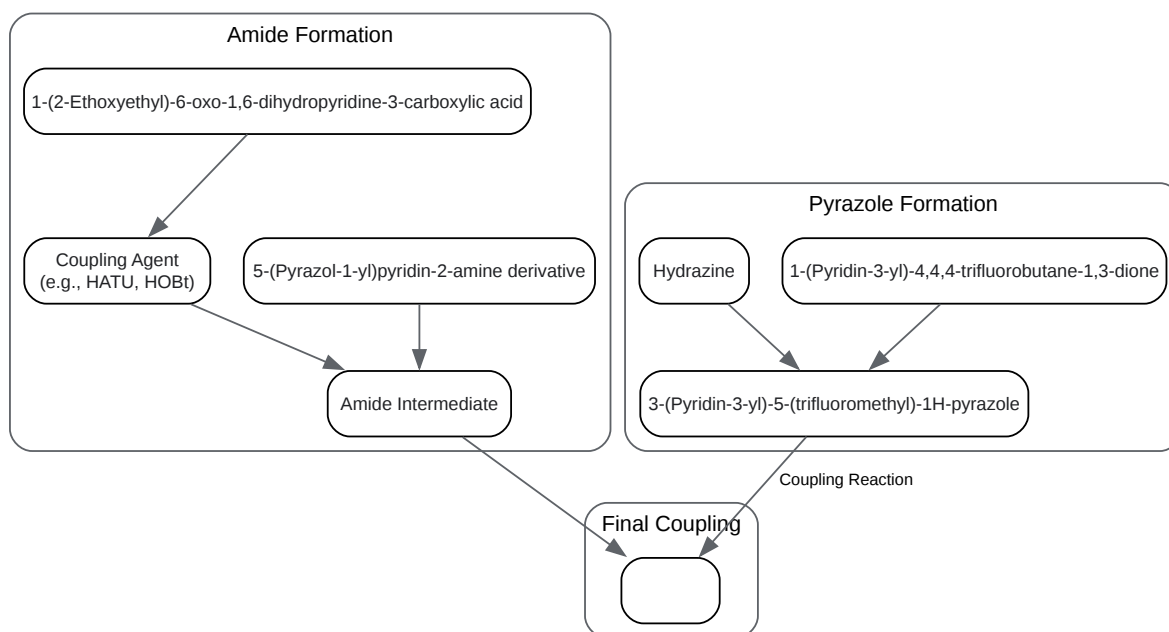 Amide Formation
1-(2-Ethoxyethyl)-6-oxo-1,6-dihydropyridine-3-carboxylic acid
Coupling Agent
(e.g., HATU, HOBt)
5-(Pyrazol-1-yl)pyridin-2-amine derivative
Amide Intermediate
Pyrazole Formation
Hydrazine
1-(Pyridin-3-yl)-4,4,4-trifluorobutane-1,3-dione
3-(Pyridin-3-yl)-5-(trifluoromethyl)-1H-pyrazole
Coupling Reaction
Final Coupling